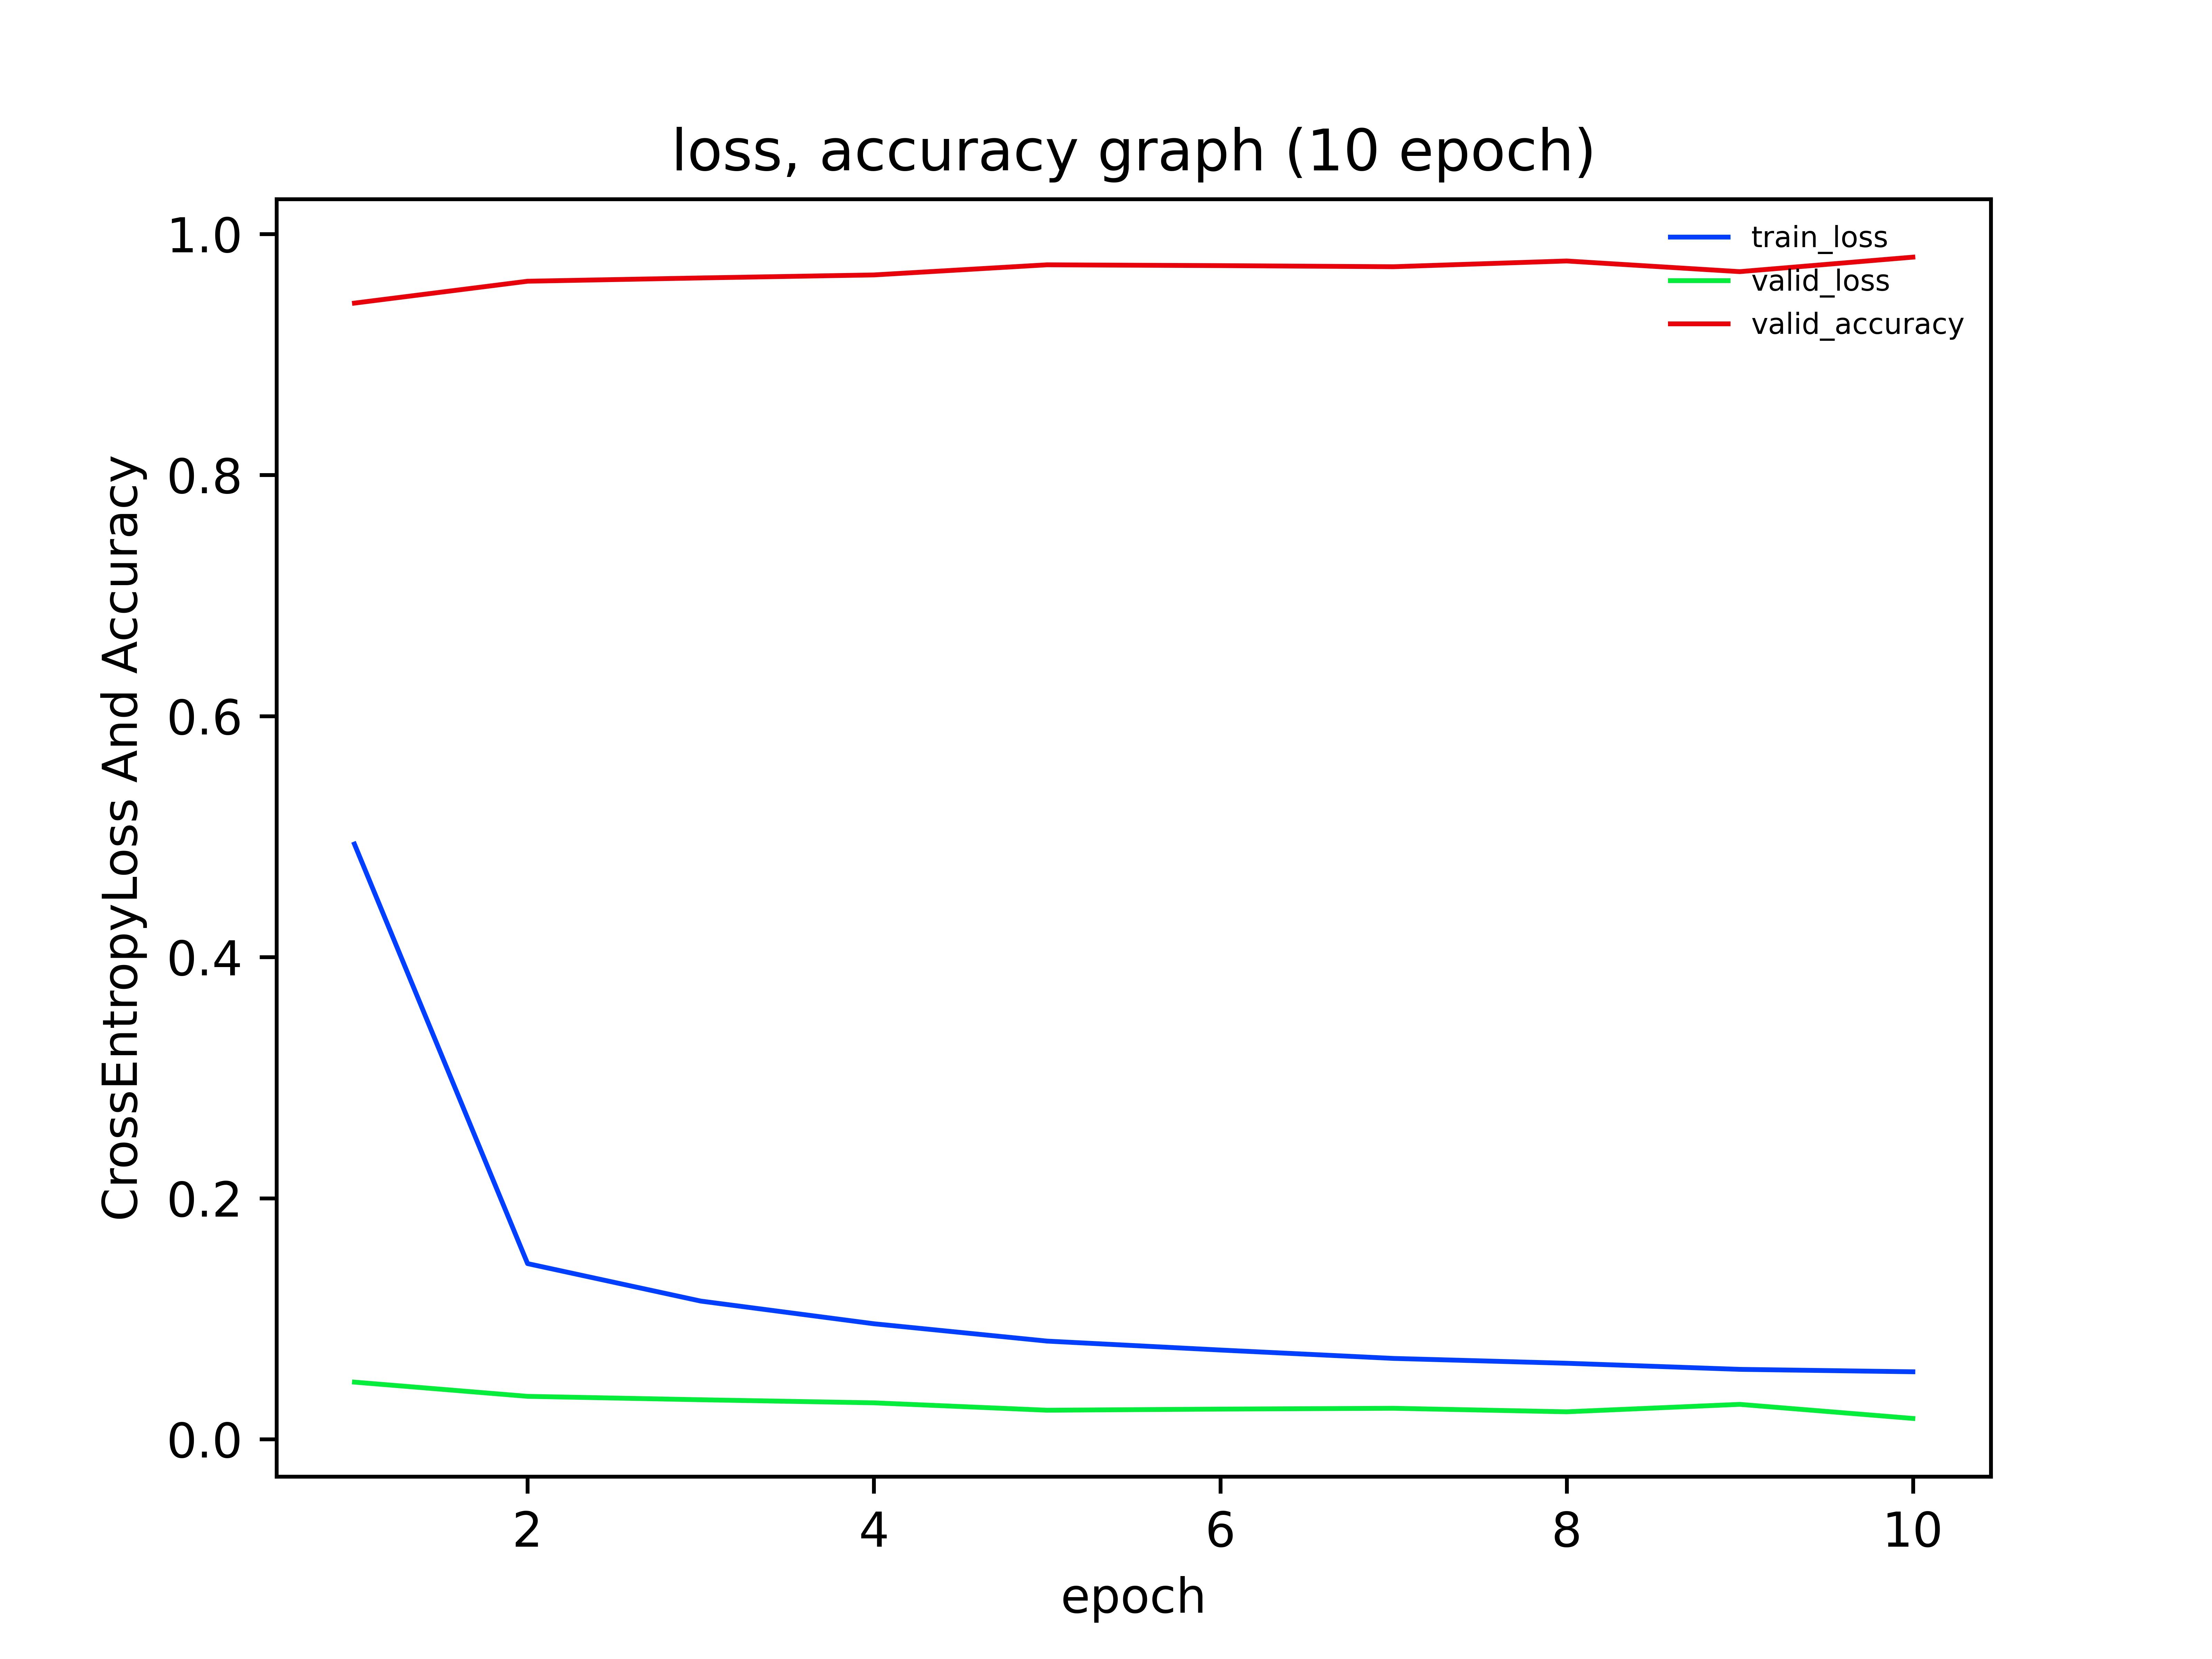 loss, accuracy graph (10 epoch)
train_loss
valid_loss
valid_accuracy
CrossEntropyLoss And Accuracy
1.0
0.8
0.6
0.4
0.2
0.0
2 4 6 8 10
epoch